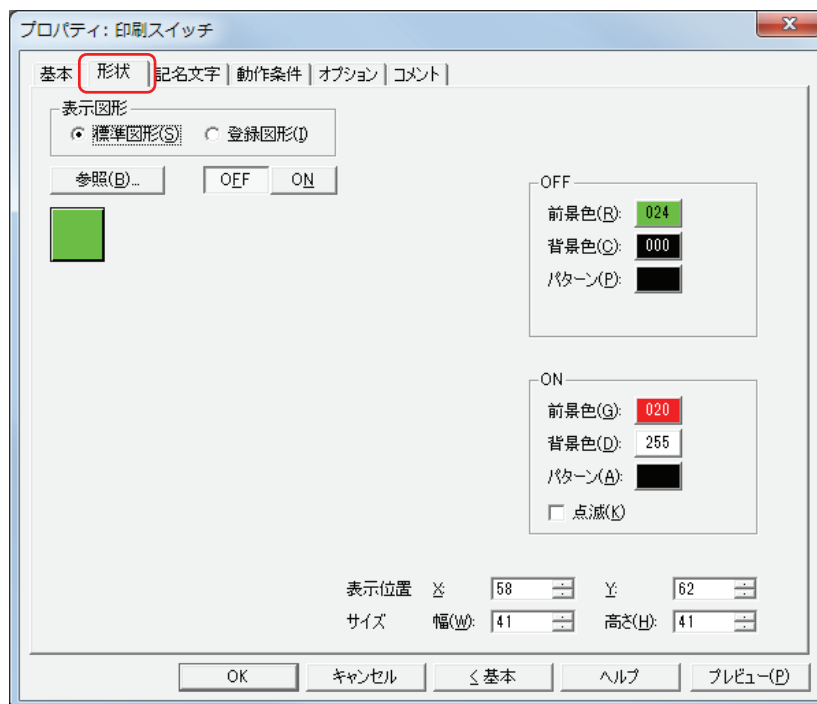 プロパティ: 印刷スイッチ
基本 形状 記名文字 動作条件 オプション コメント
表示図形
標準図形(S) 登録図形(I)
参照(B)... OFF ON
OFF
前景色(R): 024
背景色(C): 000
パターン(P):
ON
前景色(G): 020
背景色(D): 255
パターン(A):
点滅(K)
表示位置 X: 58 Y: 62
サイズ 幅(W): 41 高さ(H): 41
OK キャンセル < 基本 ヘルプ プレビュー(P)